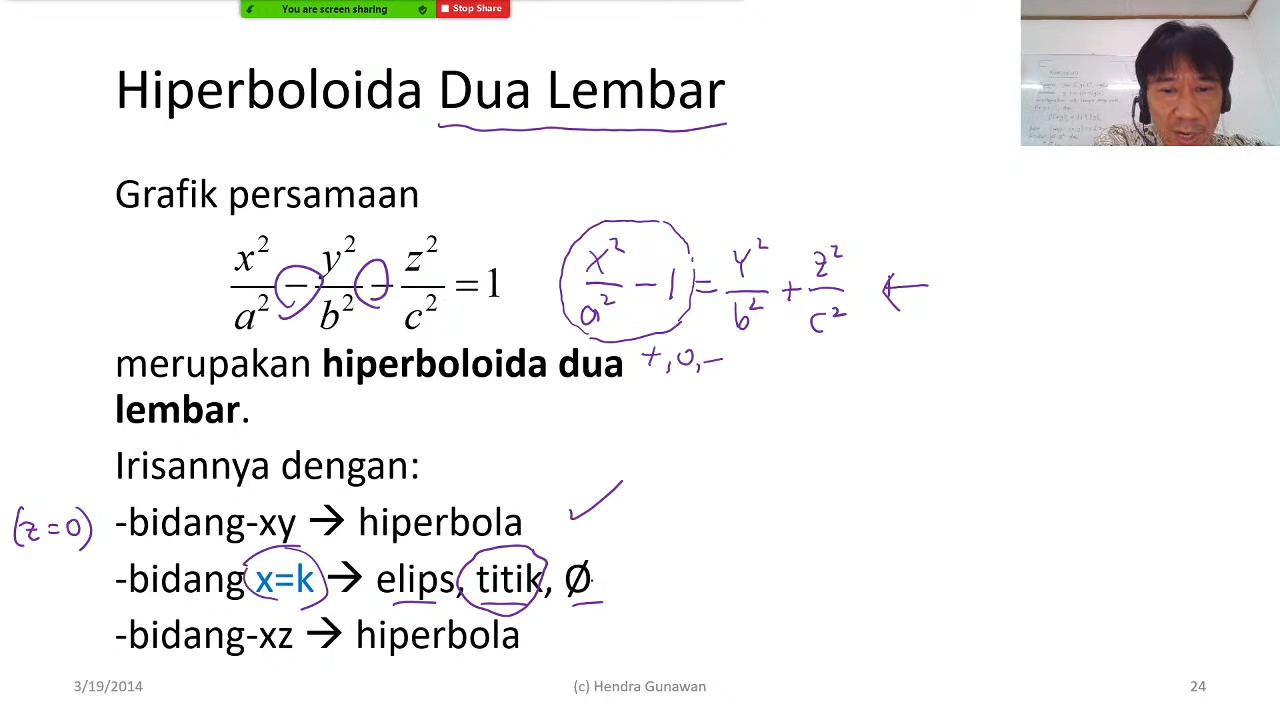 You are screen sharing Stop Share
Hiperboloida Dua Lembar
Grafik persamaan
x²/a² − y²/b² − z²/c² = 1
x²/a² − 1 = y²/b² + z²/c² ←
merupakan hiperboloida dua +, 0, −
lembar.
Irisannya dengan:
(z = 0) -bidang-xy → hiperbola ✓
-bidang x=k → elips, titik, Ø
-bidang-xz → hiperbola
3/19/2014 (c) Hendra Gunawan 24